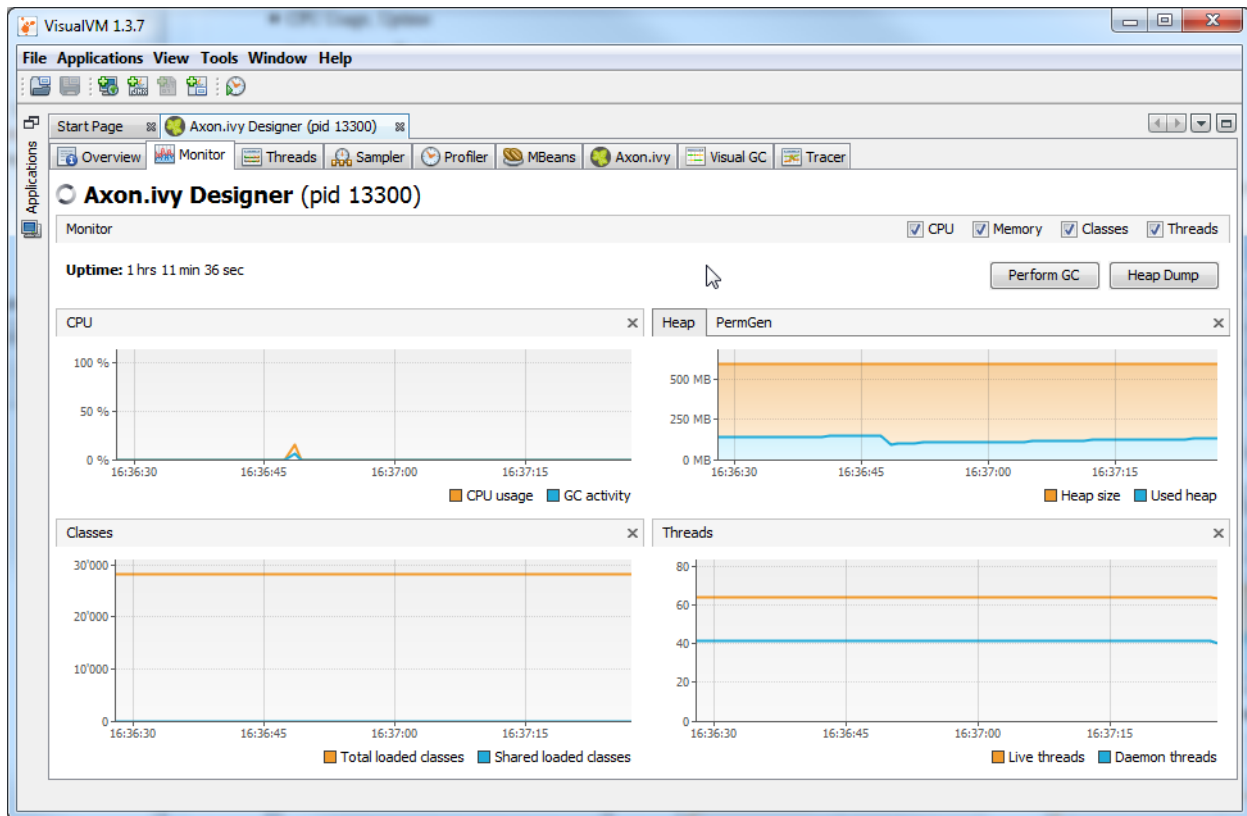 CPU Usage, Uptime
VisualVM 1.3.7
File Applications View Tools Window Help
Start Page Axon.ivy Designer (pid 13300)
Applications
Overview Monitor Threads Sampler Profiler MBeans Axon.ivy Visual GC Tracer
Axon.ivy Designer (pid 13300)
Monitor CPU Memory Classes Threads
Uptime: 1 hrs 11 min 36 sec Perform GC Heap Dump
CPU
100 %
50 %
0 %
16:36:30 16:36:45 16:37:00 16:37:15
CPU usage GC activity
Heap PermGen
500 MB
250 MB
0 MB
16:36:30 16:36:45 16:37:00 16:37:15
Heap size Used heap
Classes
30'000
20'000
10'000
0
16:36:30 16:36:45 16:37:00 16:37:15
Total loaded classes Shared loaded classes
Threads
80
60
40
20
0
16:36:30 16:36:45 16:37:00 16:37:15
Live threads Daemon threads